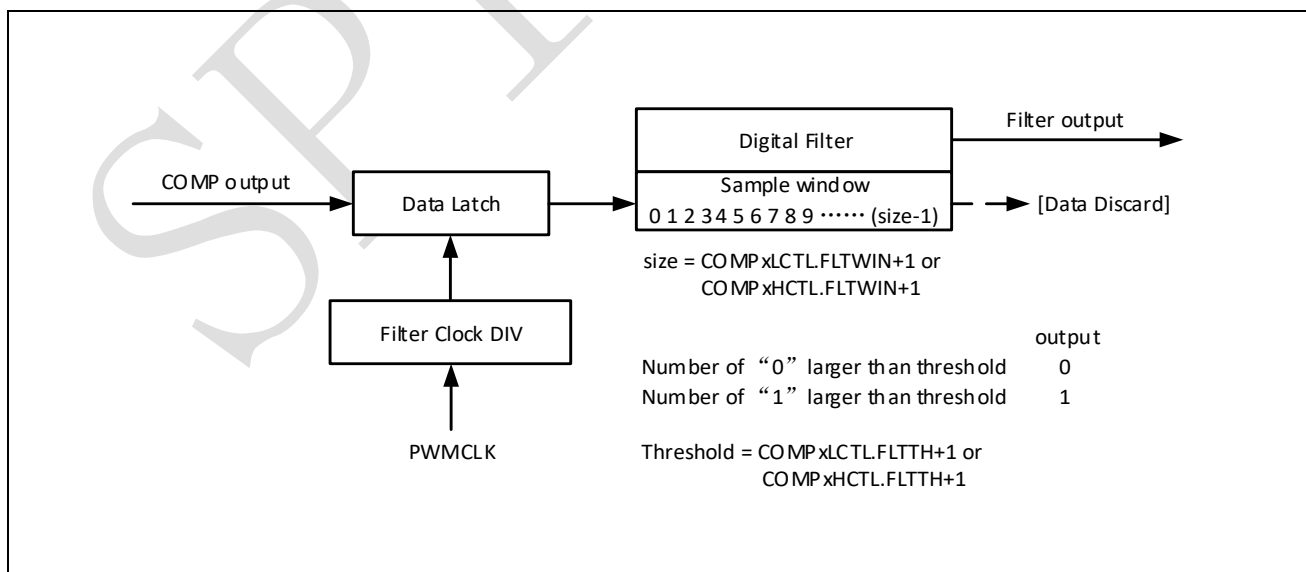 COMP output
Data Latch
Filter Clock DIV
PWMCLK
Digital Filter
Sample window
0 1 2 3 4 5 6 7 8 9 ······ (size-1)
Filter output
[Data Discard]
size = COMPxLCTL.FLTWIN+1 or
COMPxHCTL.FLTWIN+1
output
Number of “0” larger than threshold 0
Number of “1” larger than threshold 1
Threshold = COMPxLCTL.FLTTH+1 or
COMPxHCTL.FLTTH+1